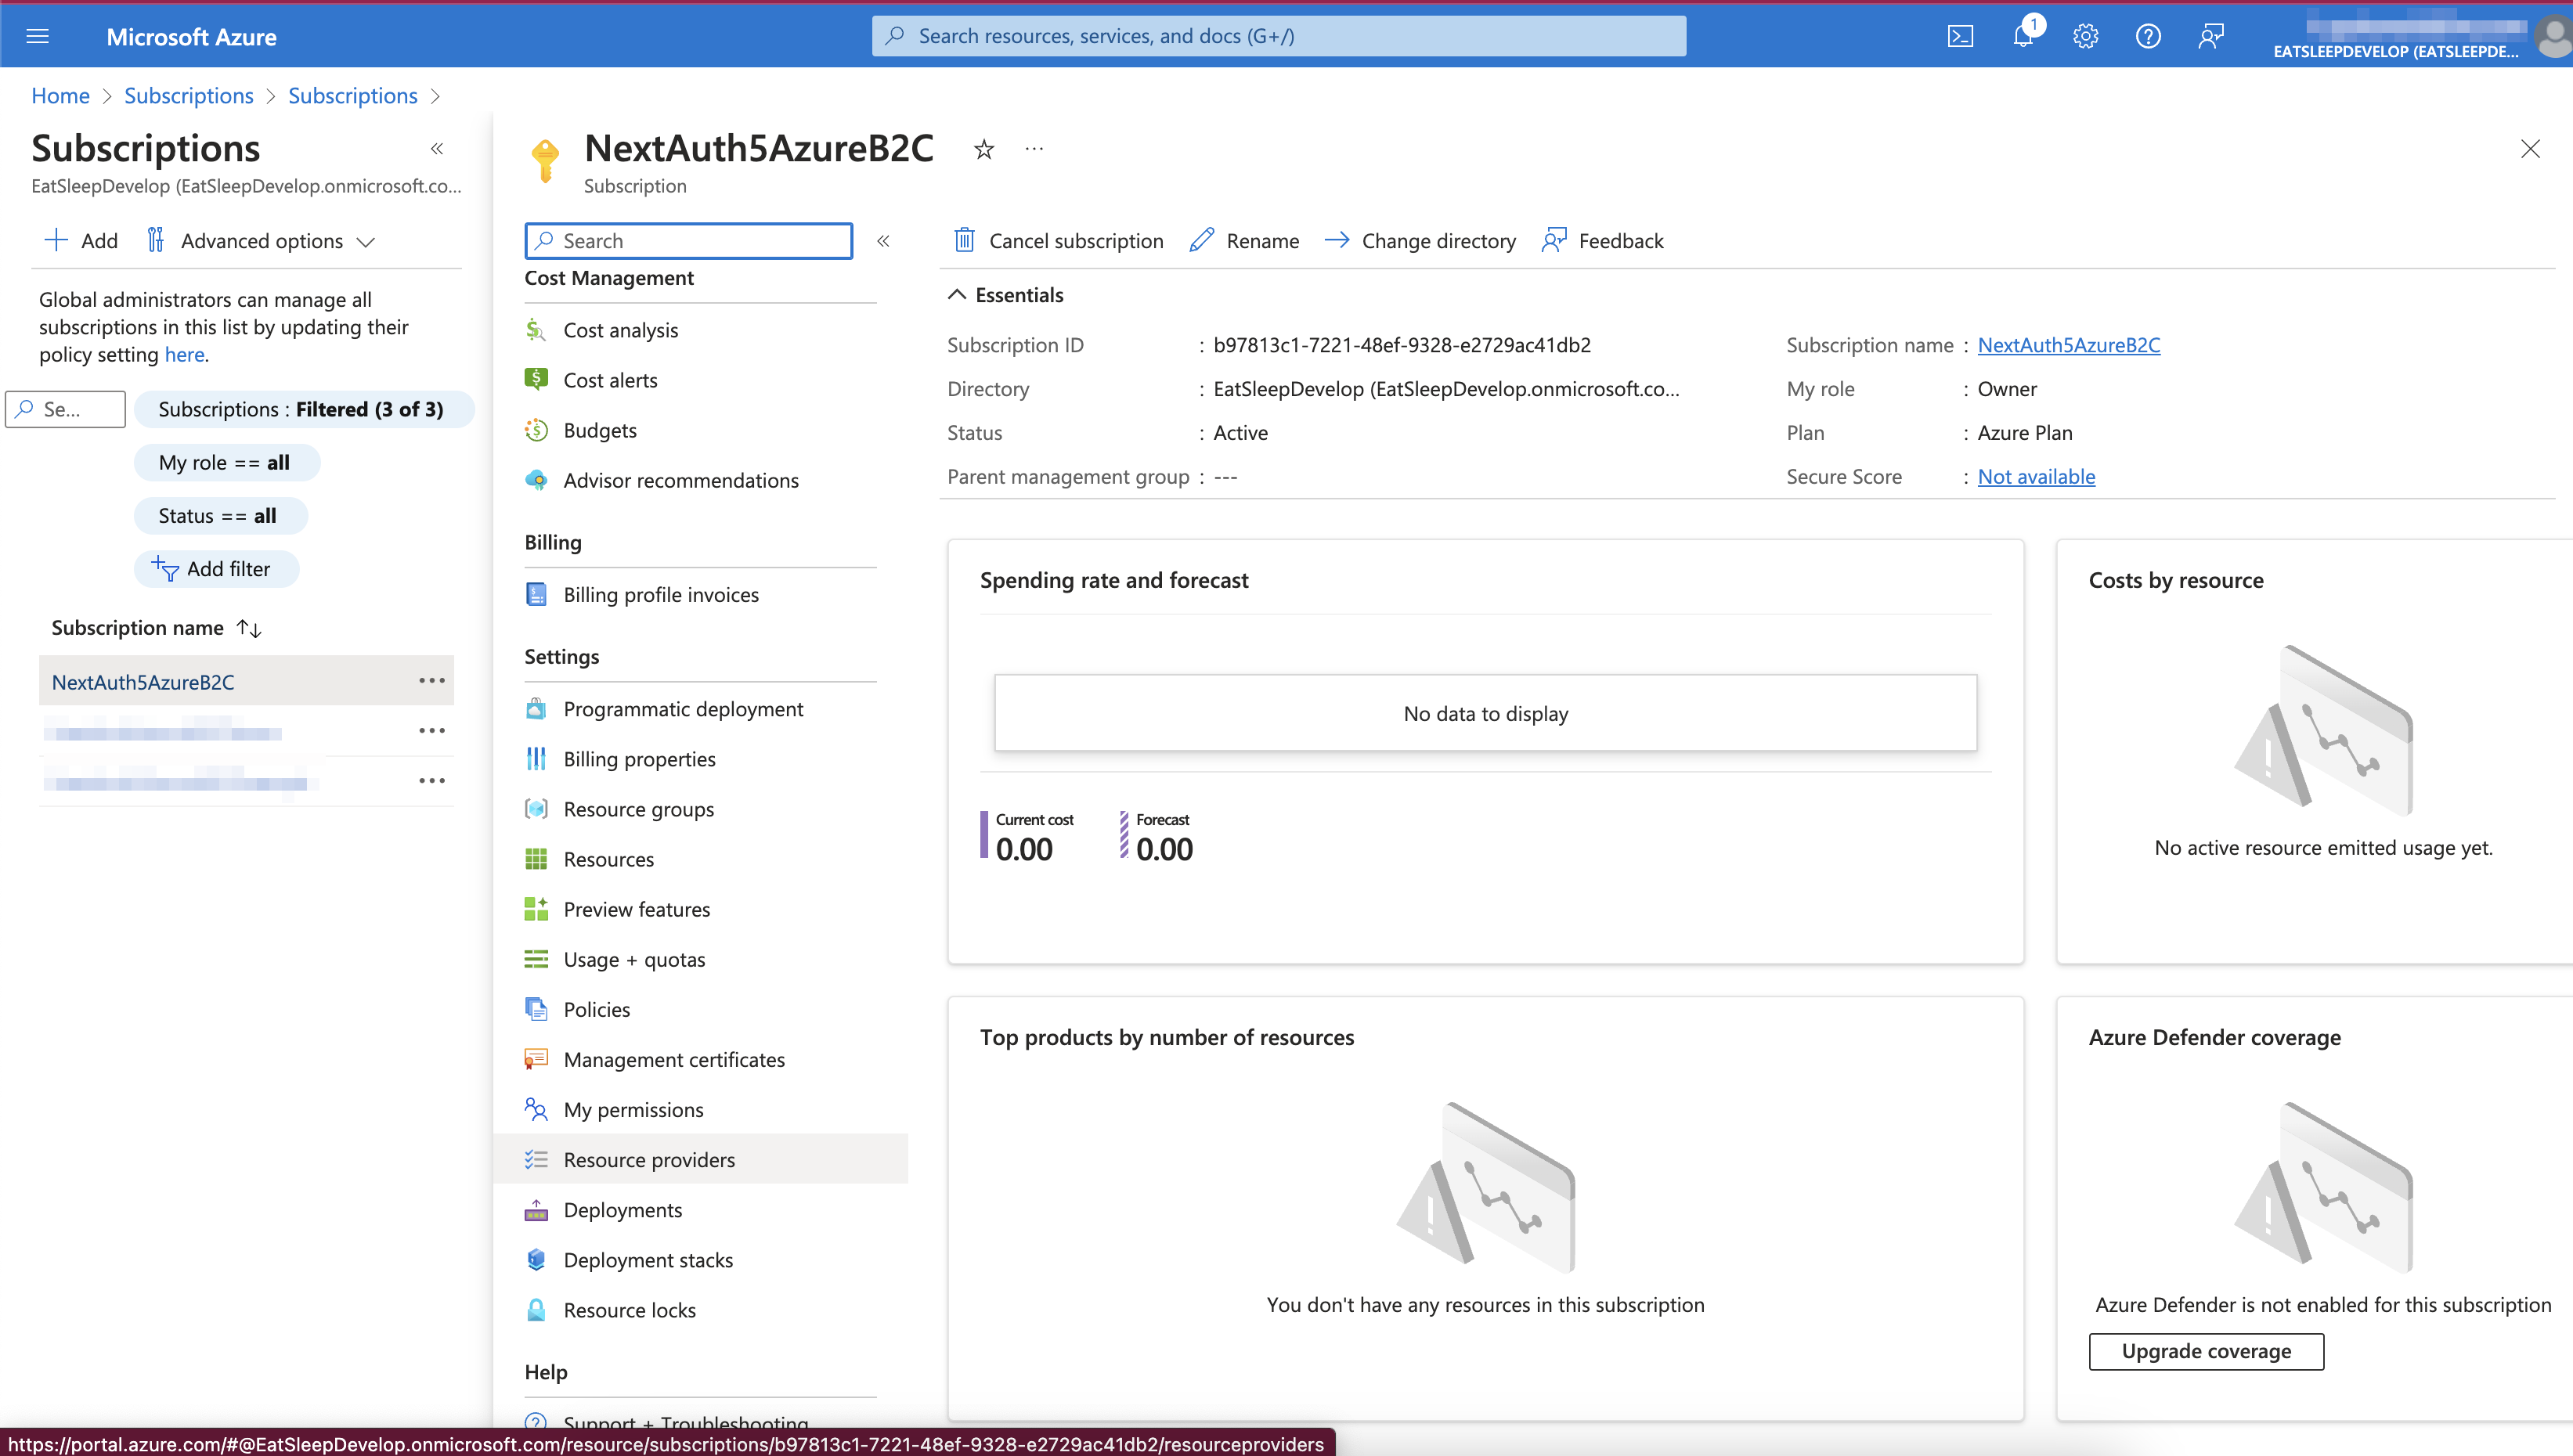 Microsoft Azure
Search resources, services, and docs (G+/)
1
EATSLEEPDEVELOP (EATSLEEPDE...
Home > Subscriptions > Subscriptions >
Subscriptions
EatSleepDevelop (EatSleepDevelop.onmicrosoft.co...
Add
Advanced options
Global administrators can manage all
subscriptions in this list by updating their
policy setting here.
Se...
Subscriptions : Filtered (3 of 3)
My role == all
Status == all
Add filter
Subscription name
NextAuth5AzureB2C
NextAuth5AzureB2C
Subscription
Search
Cost Management
Cost analysis
Cost alerts
Budgets
Advisor recommendations
Billing
Billing profile invoices
Settings
Programmatic deployment
Billing properties
Resource groups
Resources
Preview features
Usage + quotas
Policies
Management certificates
My permissions
Resource providers
Deployments
Deployment stacks
Resource locks
Help
Support + Troubleshooting
Cancel subscription
Rename
Change directory
Feedback
Essentials
Subscription ID : b97813c1-7221-48ef-9328-e2729ac41db2
Directory : EatSleepDevelop (EatSleepDevelop.onmicrosoft.co...
Status : Active
Parent management group : ---
Subscription name : NextAuth5AzureB2C
My role : Owner
Plan : Azure Plan
Secure Score : Not available
Spending rate and forecast
No data to display
Current cost
0.00
Forecast
0.00
Costs by resource
No active resource emitted usage yet.
Top products by number of resources
You don't have any resources in this subscription
Azure Defender coverage
Azure Defender is not enabled for this subscription
Upgrade coverage
https://portal.azure.com/#@EatSleepDevelop.onmicrosoft.com/resource/subscriptions/b97813c1-7221-48ef-9328-e2729ac41db2/resourceproviders